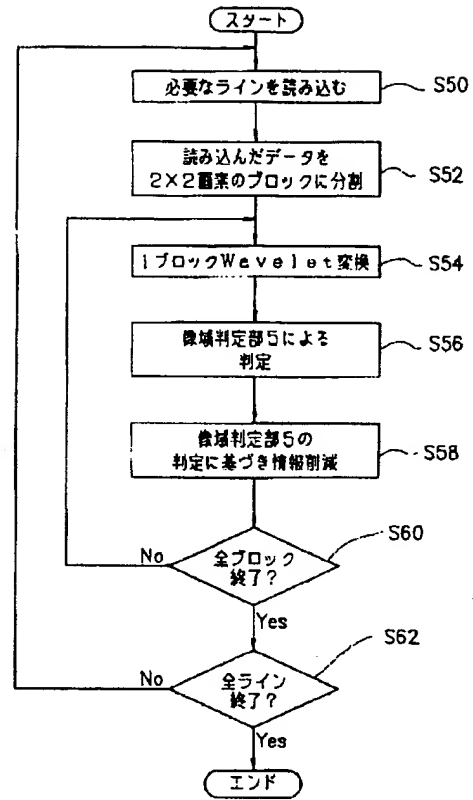 スタート
必要なラインを読み込む
S50
読み込んだデータを
2×2画素のブロックに分割
S52
1ブロックWavelet変換
S54
像域判定部5による
判定
S56
像域判定部5の
判定に基づき情報削減
S58
全ブロック
終了?
S60
No
Yes
全ライン
終了?
S62
No
Yes
エンド